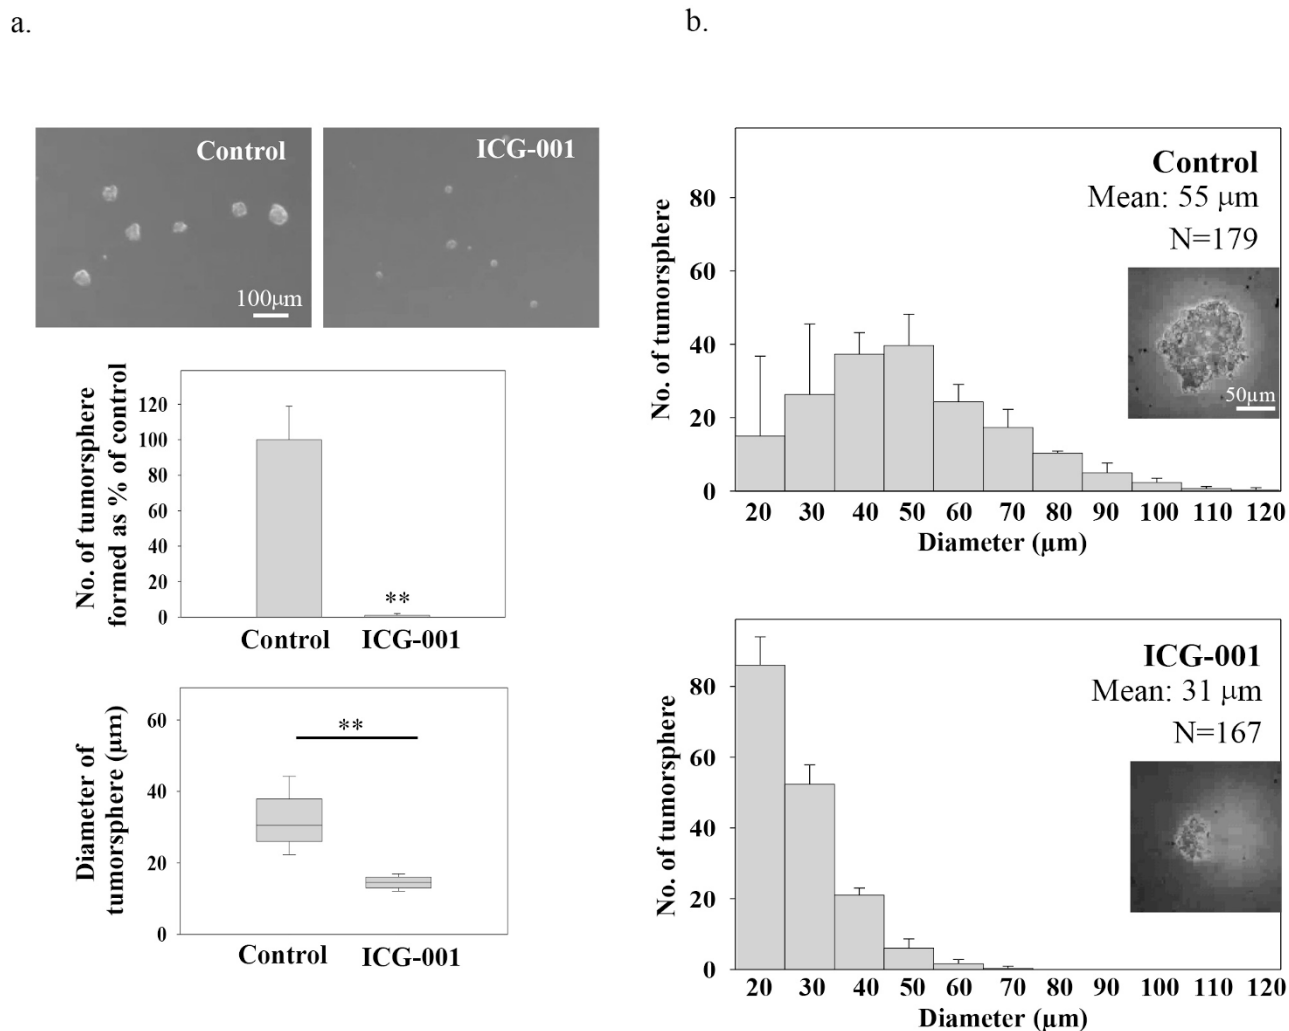 a.
Control
100μm
ICG-001
No. of tumorsphere
formed as % of control
120
100
80
60
40
20
0
**
Control
ICG-001
Diameter of
tumorsphere (μm)
60
40
20
0
**
Control
ICG-001
b.
No. of tumorsphere
80
60
40
20
0
Control
Mean: 55 μm
N=179
50μm
20 30 40 50 60 70 80 90 100 110 120
Diameter (μm)
No. of tumorsphere
80
60
40
20
0
ICG-001
Mean: 31 μm
N=167
20 30 40 50 60 70 80 90 100 110 120
Diameter (μm)